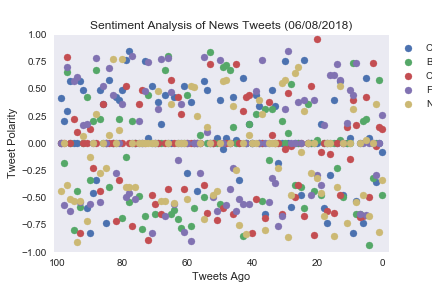 Sentiment Analysis of News Tweets (06/08/2018)
1.00
0.75
0.50
0.25
0.00
−0.25
−0.50
−0.75
−1.00
Tweet Polarity
100
80
60
40
20
0
Tweets Ago
B
F
N